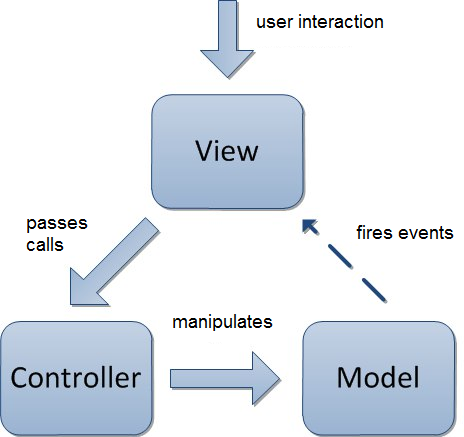 user interaction
View
passes
calls
fires events
manipulates
Controller
Model